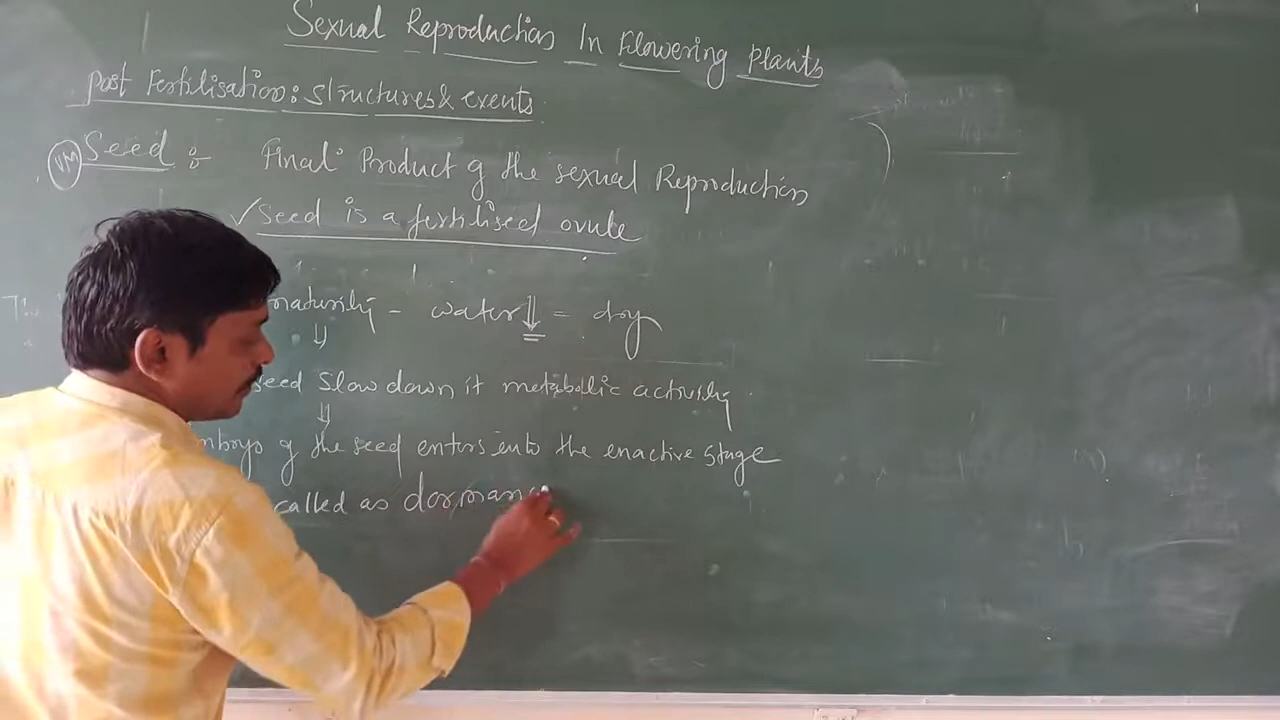 Sexual Reproduction In Flowering Plants
Post Fertilisation: structures & events
VM Seed :- Final Product of the sexual Reproduction
✓ Seed is a fertilised ovule
maturity - water ⇓ = dry
⇓
seed slow down it metabolic activity
⇓
mbryo of the seed enters into the enactive stage
called as dormanc